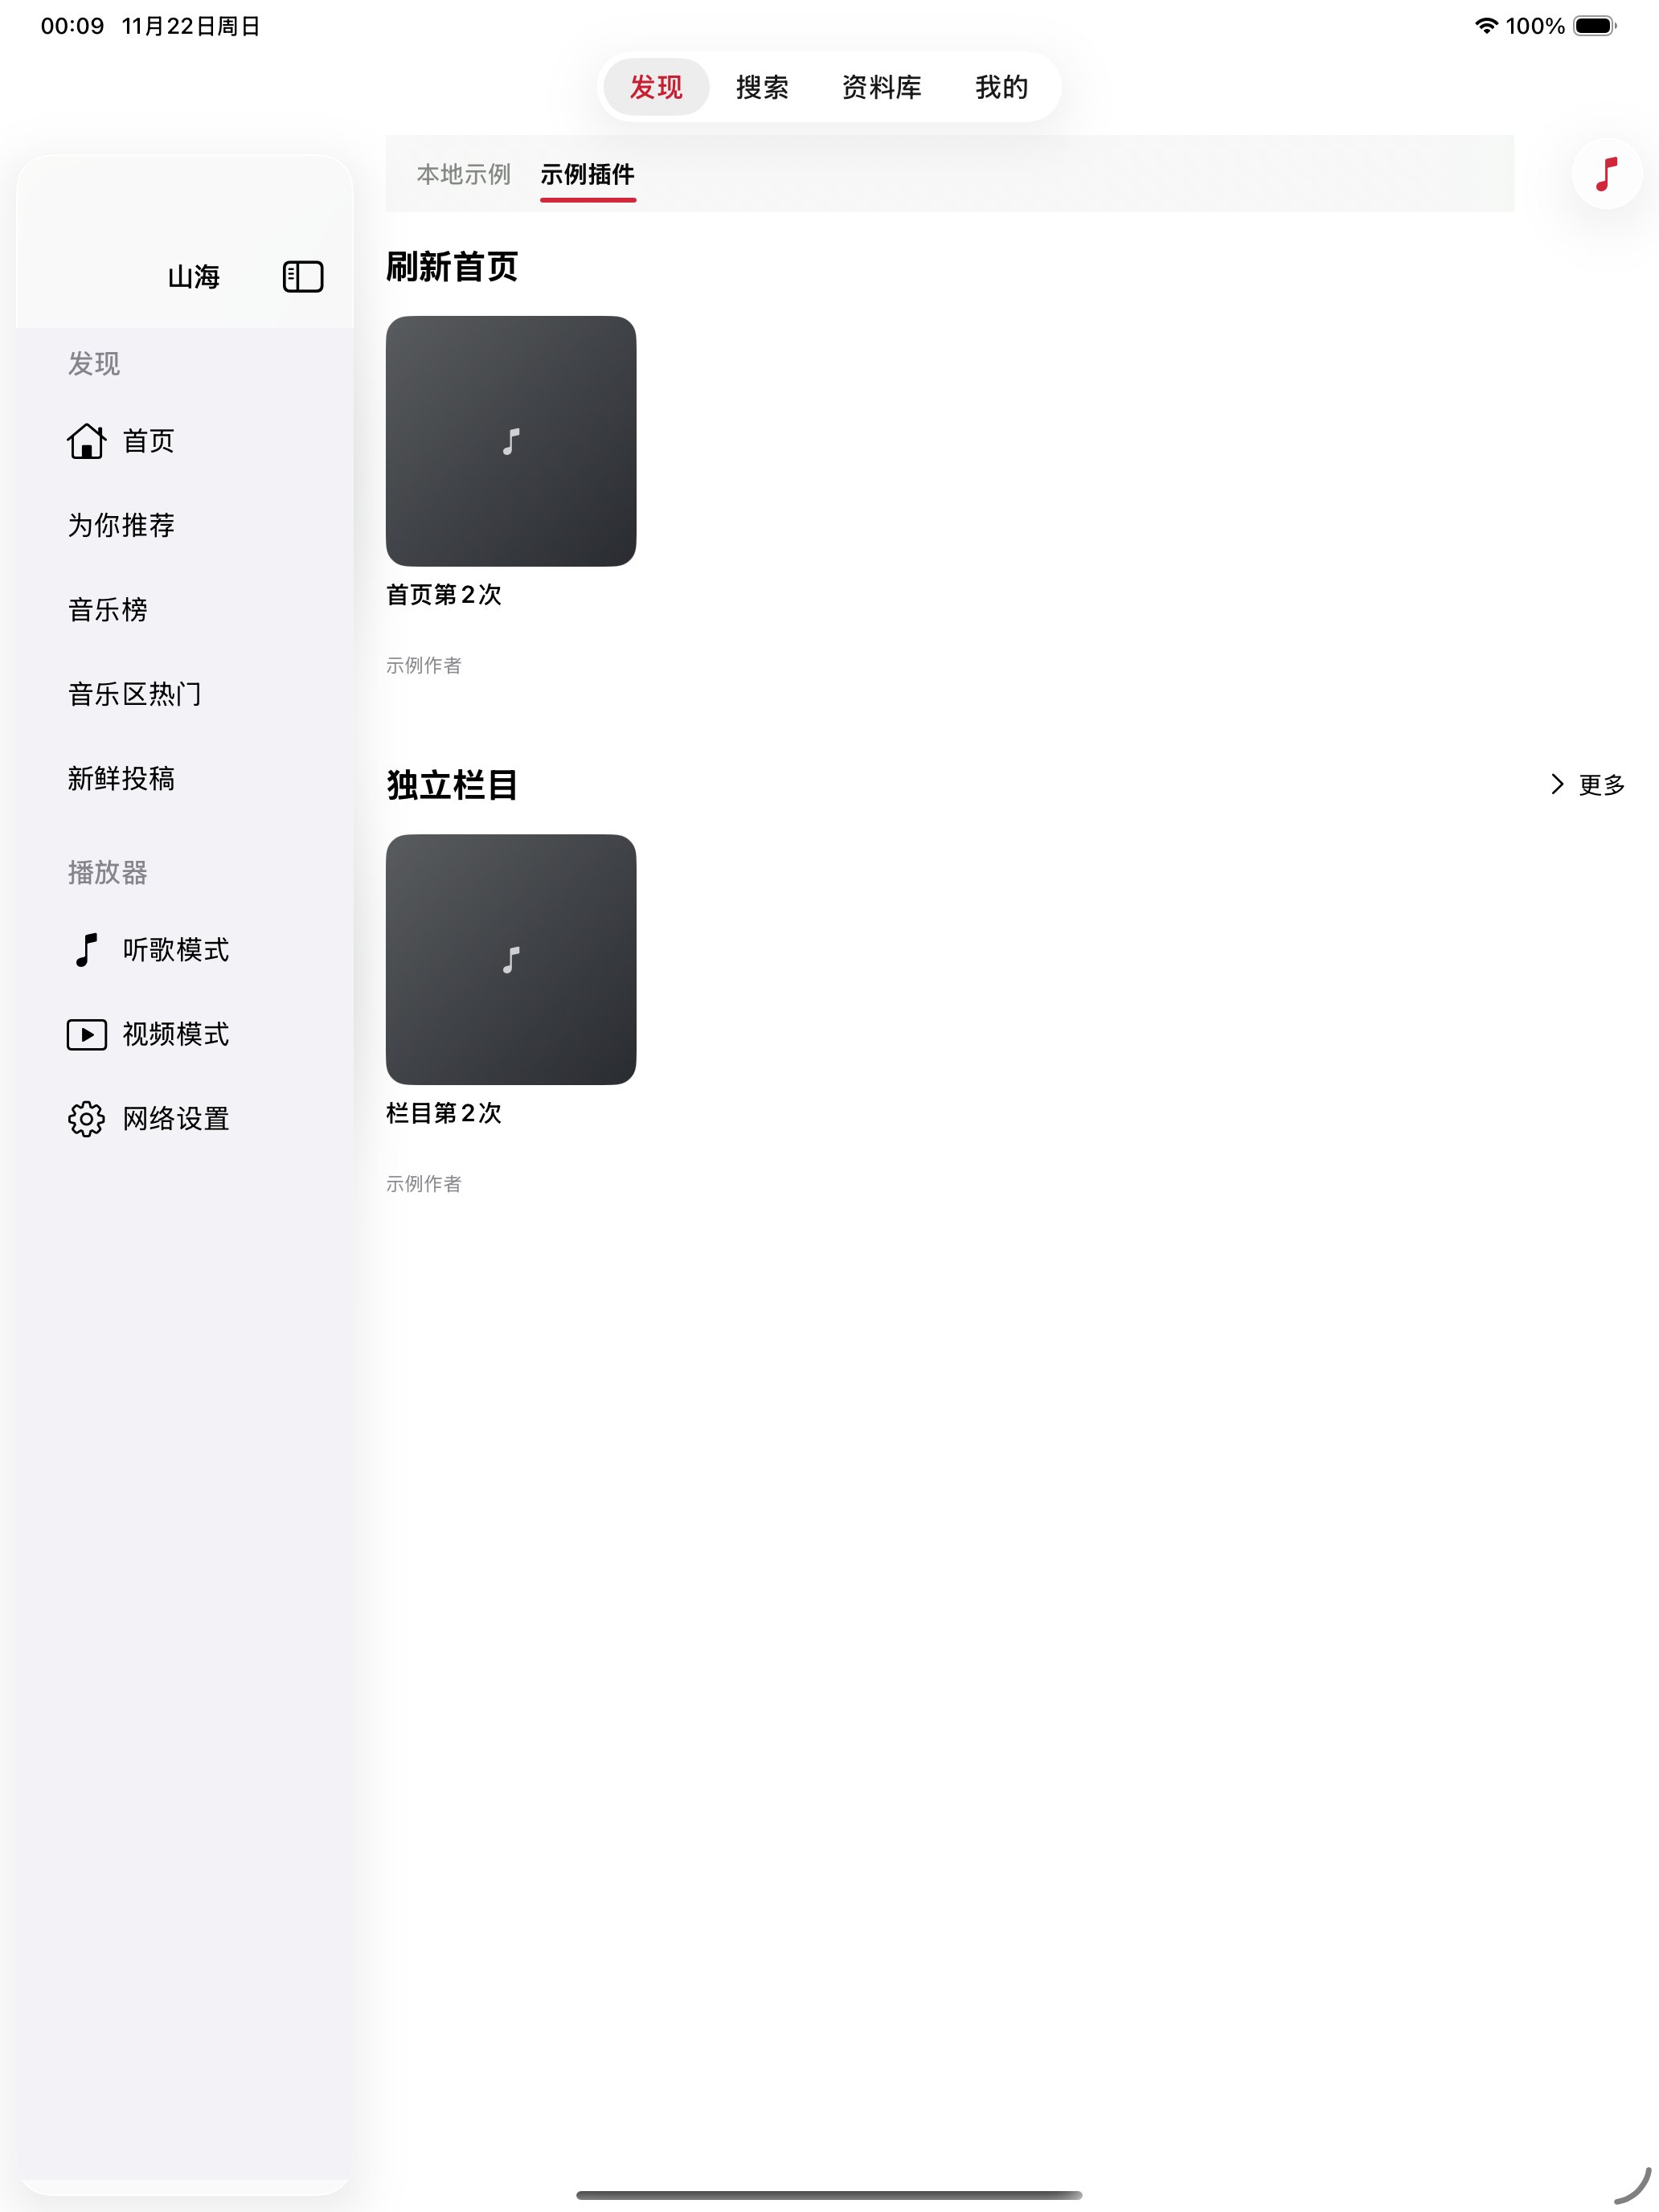 00:09 11月22日周日
100%
发现 搜索 资料库 我的
本地示例 示例插件
山海
发现
首页
为你推荐
音乐榜
音乐区热门
新鲜投稿
播放器
听歌模式
视频模式
网络设置
刷新首页
首页第2次
示例作者
独立栏目
更多
栏目第2次
示例作者